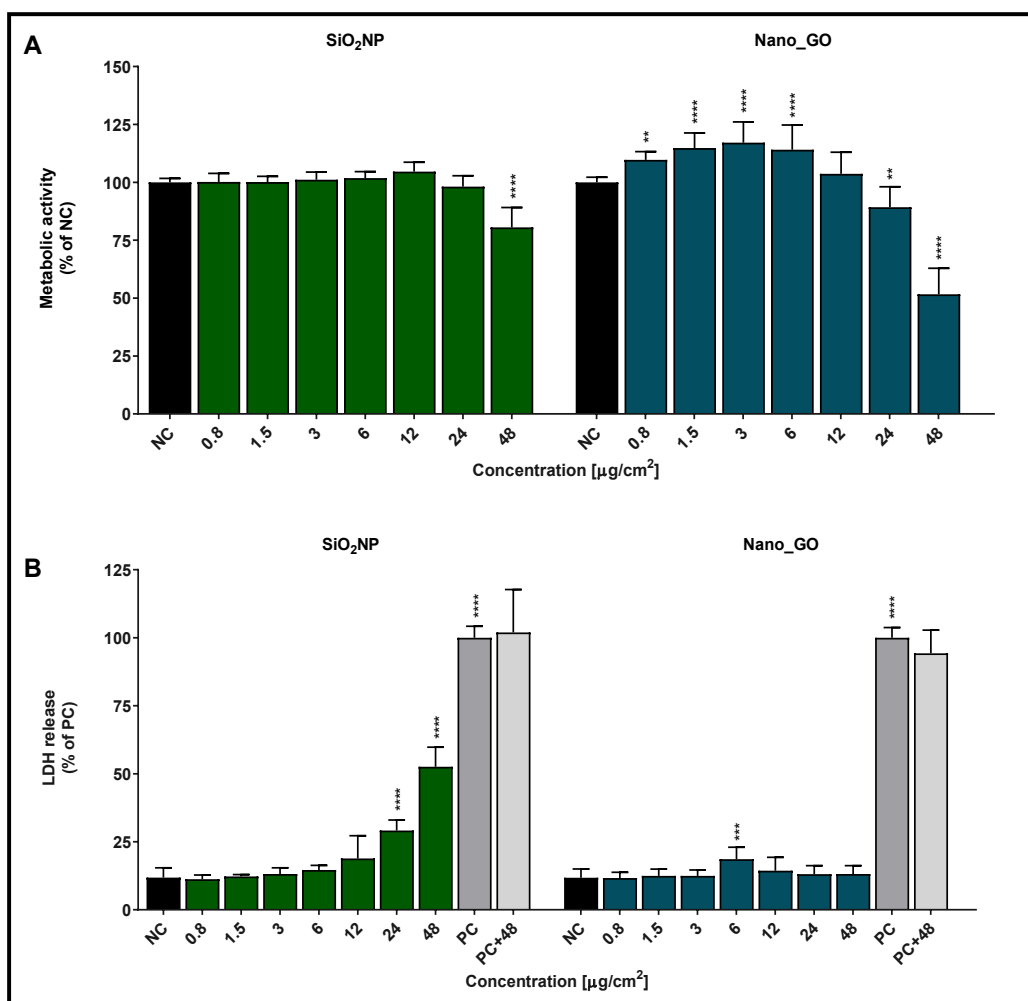 A
SiO₂NP
Nano_GO
Metabolic activity
(% of NC)
150
125
100
75
50
25
0
****
**
****
****
****
**
****
NC 0.8 1.5 3 6 12 24 48
NC 0.8 1.5 3 6 12 24 48
Concentration [µg/cm²]
B
SiO₂NP
Nano_GO
LDH release
(% of PC)
125
100
75
50
25
0
****
****
****
***
****
NC 0.8 1.5 3 6 12 24 48 PC PC+48
NC 0.8 1.5 3 6 12 24 48 PC PC+48
Concentration [µg/cm²]